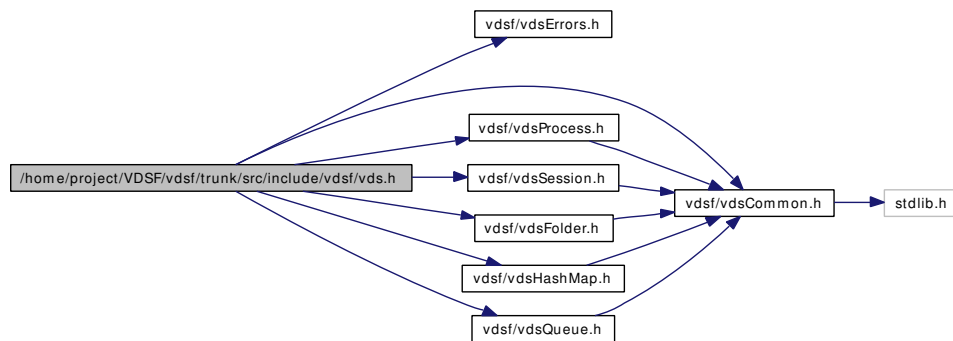 vdsf/vdsErrors.h
vdsf/vdsProcess.h
/home/project/VDSF/vdsf/trunk/src/include/vdsf/vds.h
vdsf/vdsSession.h
vdsf/vdsCommon.h
stdlib.h
vdsf/vdsFolder.h
vdsf/vdsHashMap.h
vdsf/vdsQueue.h